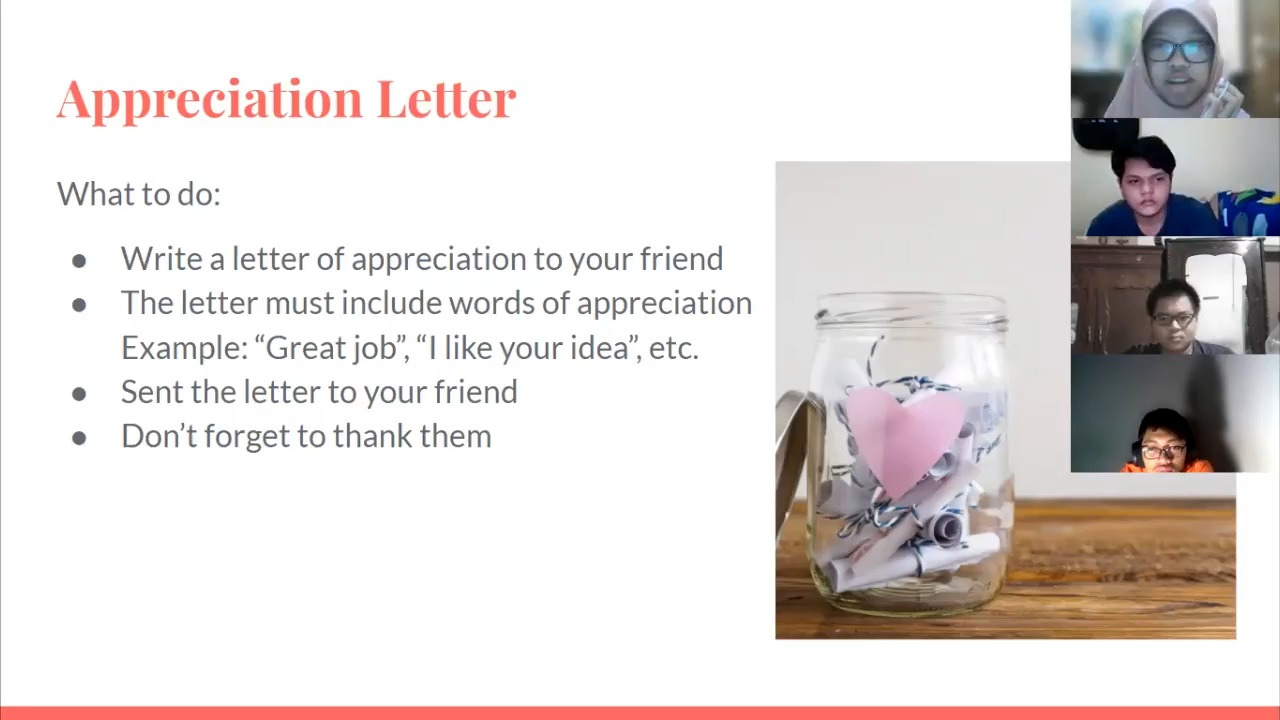 Appreciation Letter
What to do:
● Write a letter of appreciation to your friend
● The letter must include words of appreciation
Example: “Great job”, “I like your idea”, etc.
● Sent the letter to your friend
● Don’t forget to thank them